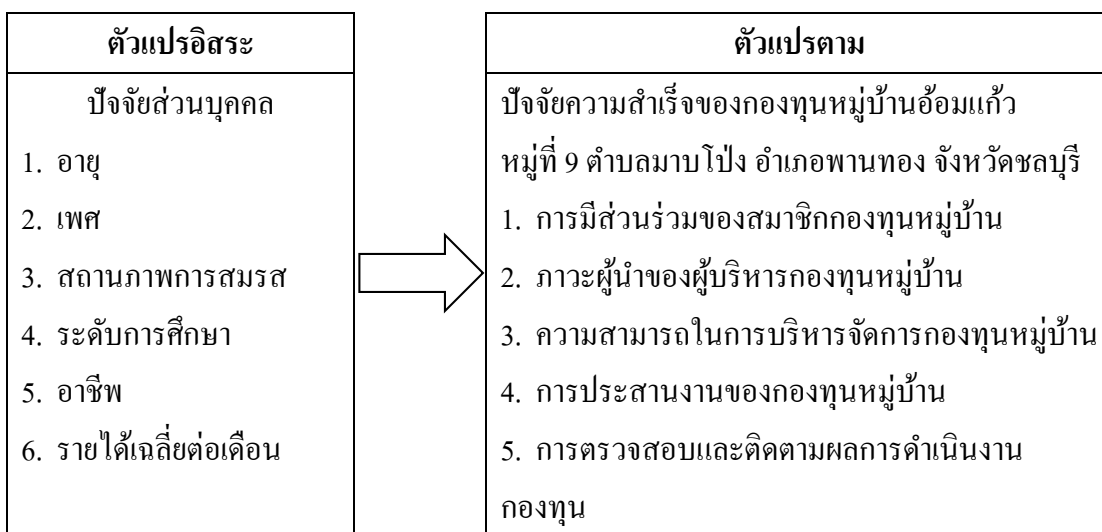 ตัวแปรอิสระ
ปัจจัยส่วนบุคคล
1. อายุ
2. เพศ
3. สถานภาพการสมรส
4. ระดับการศึกษา
5. อาชีพ
6. รายได้เฉลี่ยต่อเดือน
ตัวแปรตาม
ปัจจัยความสำเร็จของกองทุนหมู่บ้านอ้อมแก้ว
หมู่ที่ 9 ตำบลมาบโป่ง อำเภอพานทอง จังหวัดชลบุรี
1. การมีส่วนร่วมของสมาชิกกองทุนหมู่บ้าน
2. ภาวะผู้นำของผู้บริหารกองทุนหมู่บ้าน
3. ความสามารถในการบริหารจัดการกองทุนหมู่บ้าน
4. การประสานงานของกองทุนหมู่บ้าน
5. การตรวจสอบและติดตามผลการดำเนินงาน
กองทุน